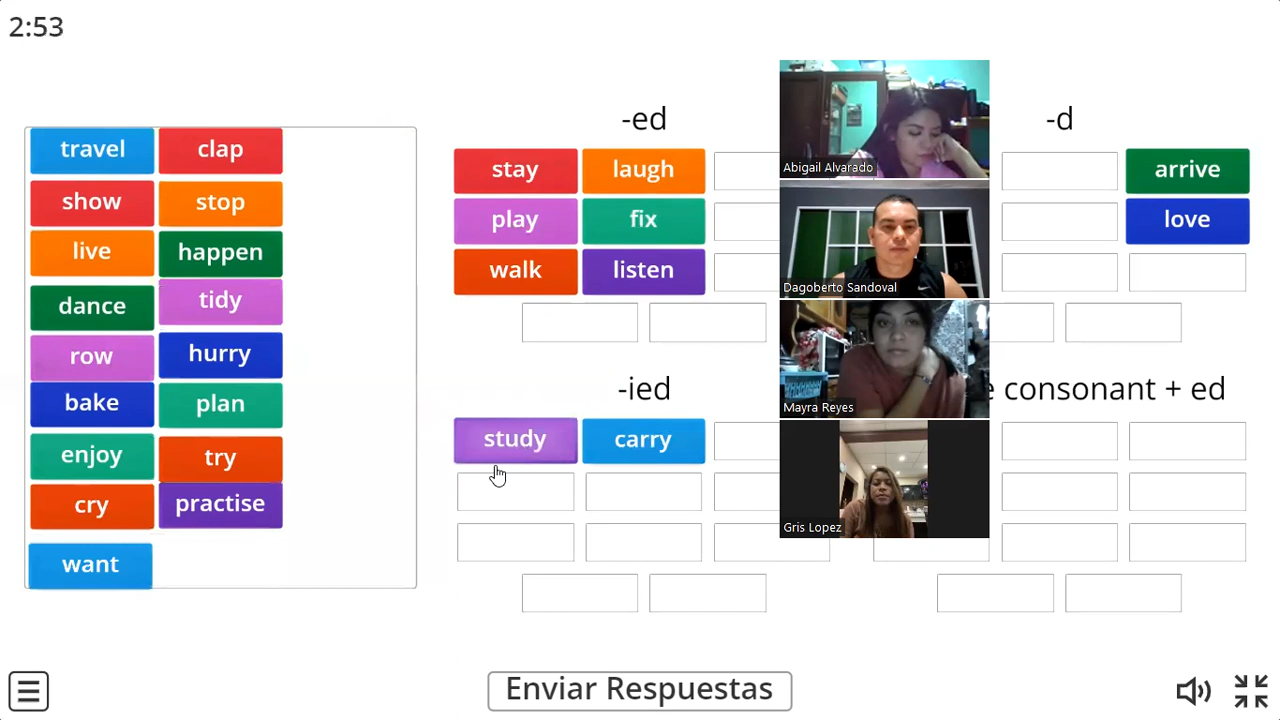 2:53
travel clap
show stop
live happen
dance tidy
row hurry
bake plan
enjoy try
cry practise
want
-ed
stay laugh
play fix
walk listen
-d
arrive
love
-ied
study carry
consonant + ed
Abigail Alvarado
Dagoberto Sandoval
Mayra Reyes
Gris Lopez
Enviar Respuestas